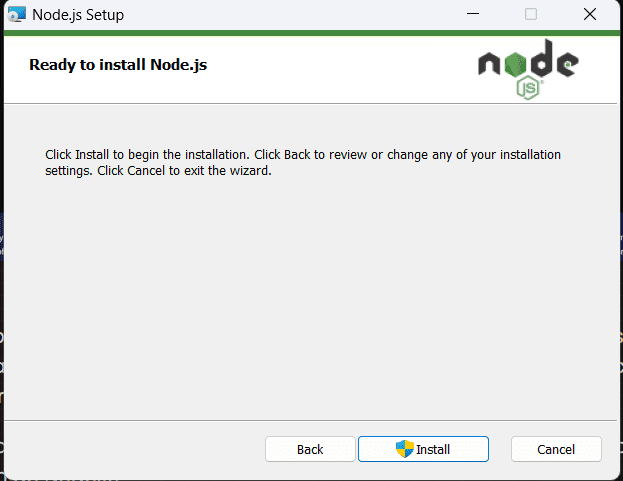 Node.js Setup
Ready to install Node.js
node
JS
Click Install to begin the installation. Click Back to review or change any of your installation
settings. Click Cancel to exit the wizard.
Back
Install
Cancel